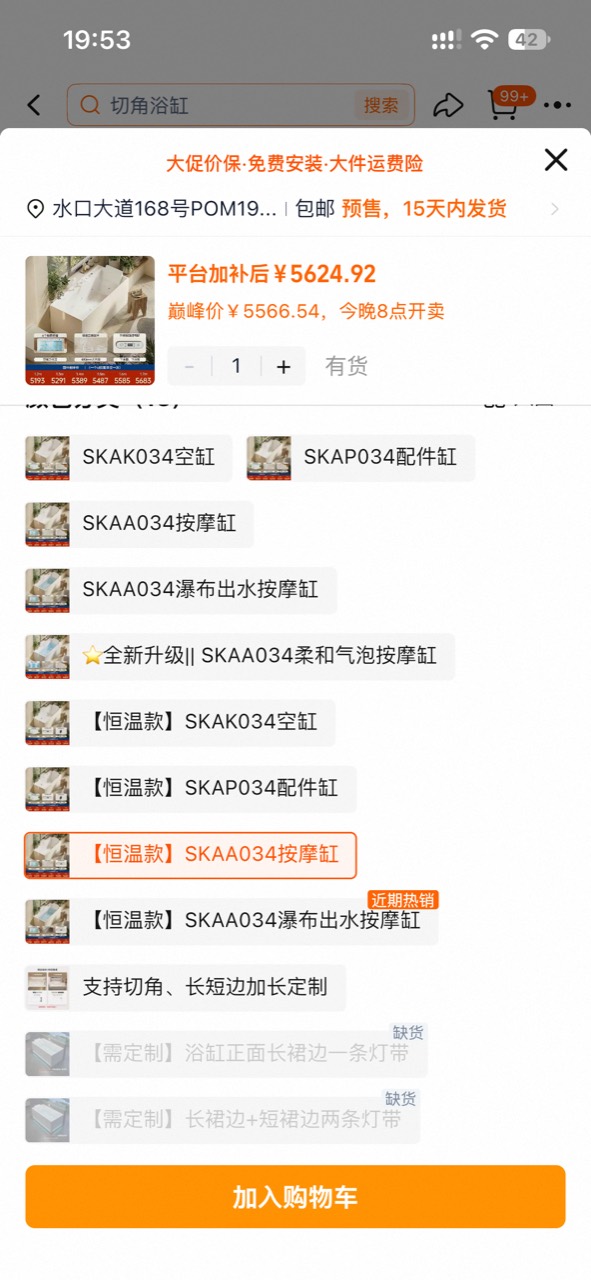 19:53
42
切角浴缸
搜索
99+
大促价保·免费安装·大件运费险
水口大道168号POM19... 包邮 预售，15天内发货
平台加补后￥5624.92
巅峰价￥5566.54，今晚8点开卖
- 1 + 有货
5193 5291 5389 5487 5585 5683
SKAK034空缸
SKAP034配件缸
SKAA034按摩缸
SKAA034瀑布出水按摩缸
⭐全新升级|| SKAA034柔和气泡按摩缸
【恒温款】SKAK034空缸
【恒温款】SKAP034配件缸
【恒温款】SKAA034按摩缸
近期热销
【恒温款】SKAA034瀑布出水按摩缸
支持切角、长短边加长定制
缺货
【需定制】浴缸正面长裙边一条灯带
缺货
【需定制】长裙边+短裙边两条灯带
加入购物车